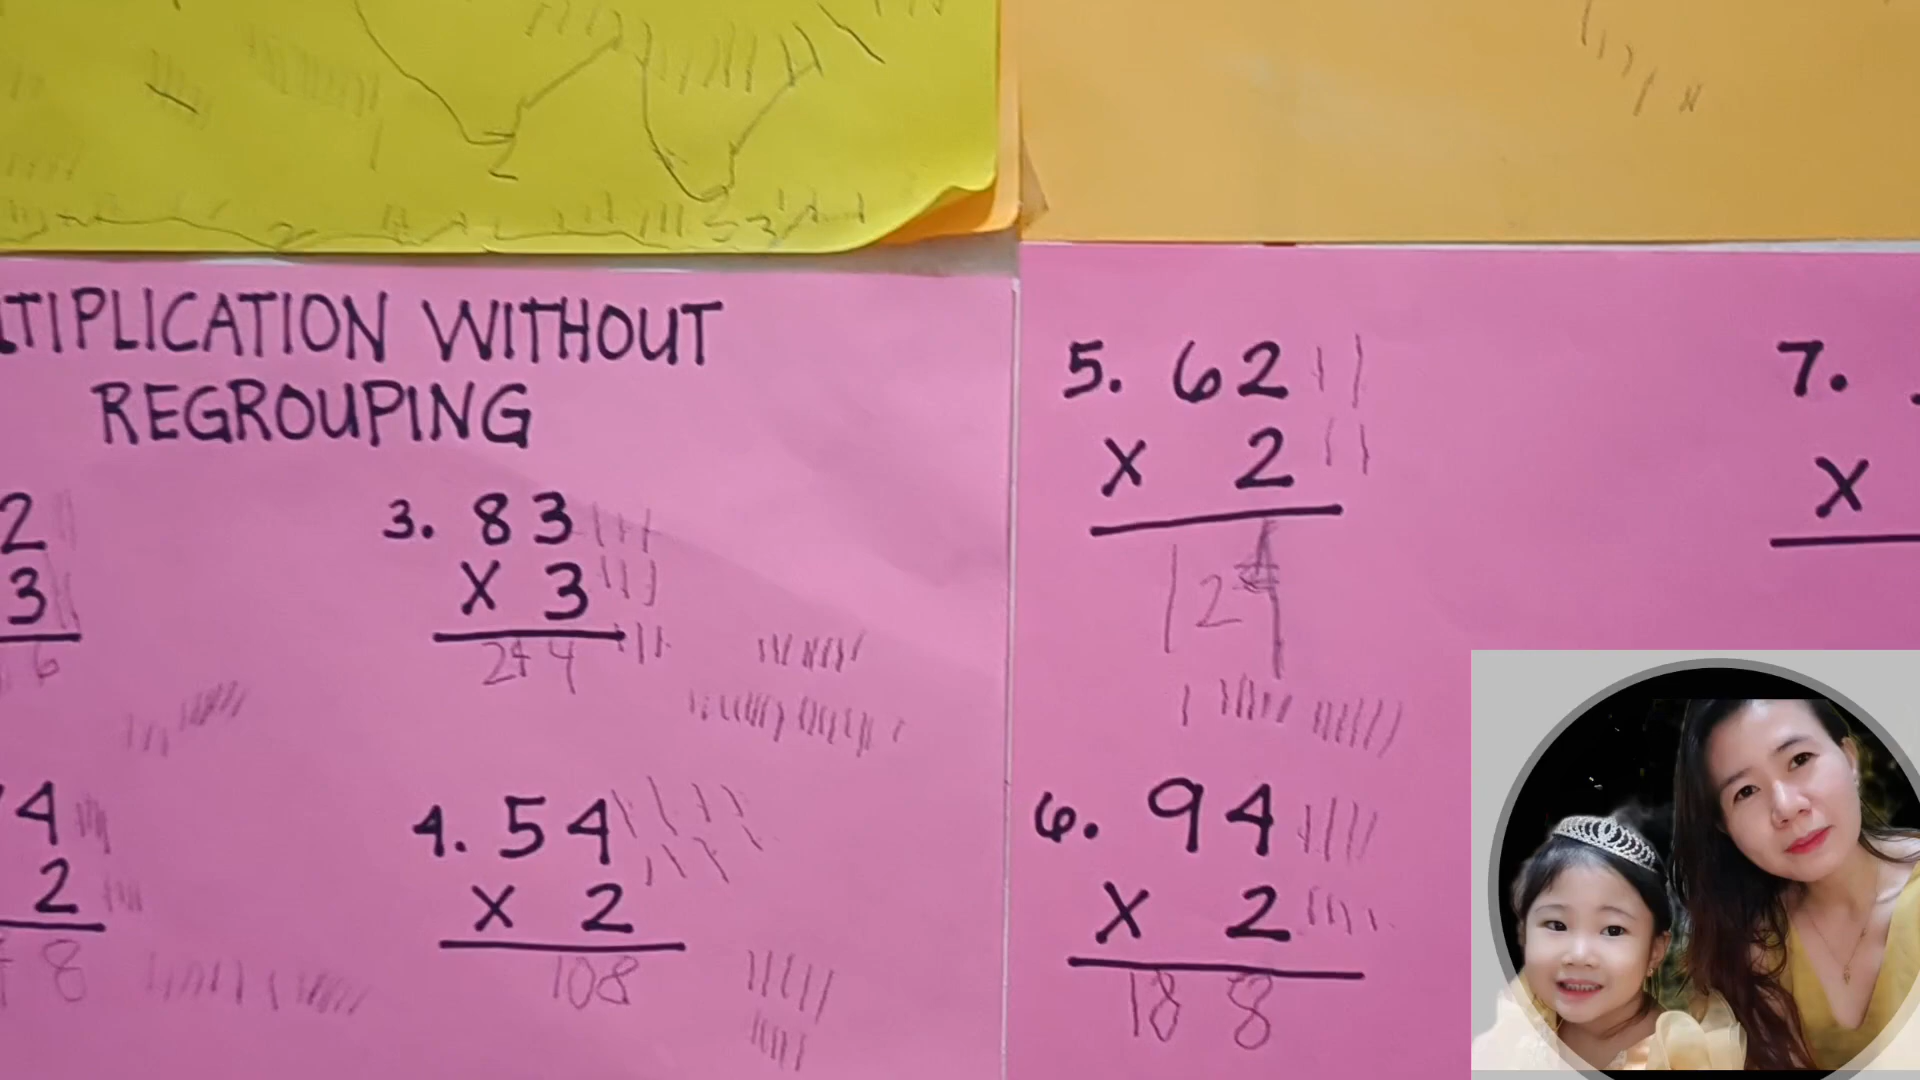 TIPLICATION WITHOUT
REGROUPING
2
3
6
4
2
8
3. 83
X 3
244
4. 54
X 2
108
5. 62
X 2
124
6. 94
X 2
188
7.
X